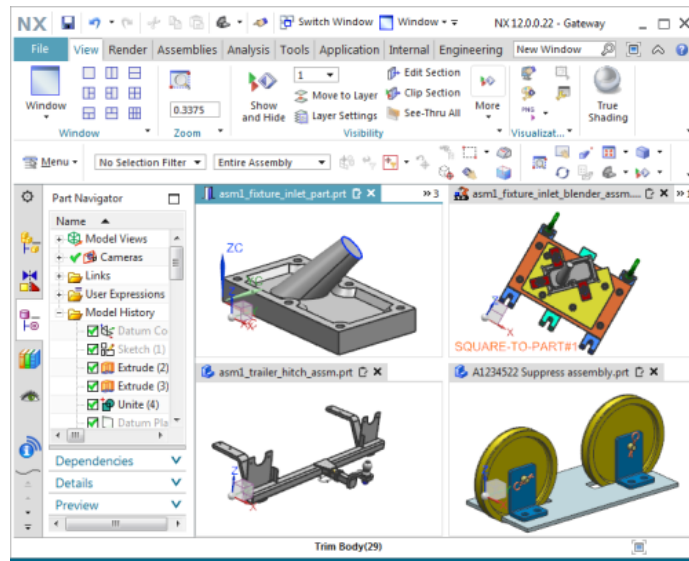 NX
Switch Window
Window
NX 12.0.0.22 - Gateway
File
View
Render
Assemblies
Analysis
Tools
Application
Internal
Engineering
New Window
Window
0.3375
Show and Hide
1
Move to Layer
Layer Settings
Edit Section
Clip Section
See-Thru All
More
PNG
True Shading
Window
Zoom
Visibility
Visualizat...
Menu
No Selection Filter
Entire Assembly
Part Navigator
Name
Model Views
Cameras
Links
User Expressions
Model History
Datum Co
Sketch (1)
Extrude (2)
Extrude (3)
Unite (4)
Datum Pla
Dependencies
Details
Preview
asm1_fixture_inlet_part.prt
3
ZC
asm1_fixture_inlet_blender_assm....
SQUARE-TO-PART#1
asm1_trailer_hitch_assm.prt
A1234522 Suppress assembly.prt
Trim Body(29)